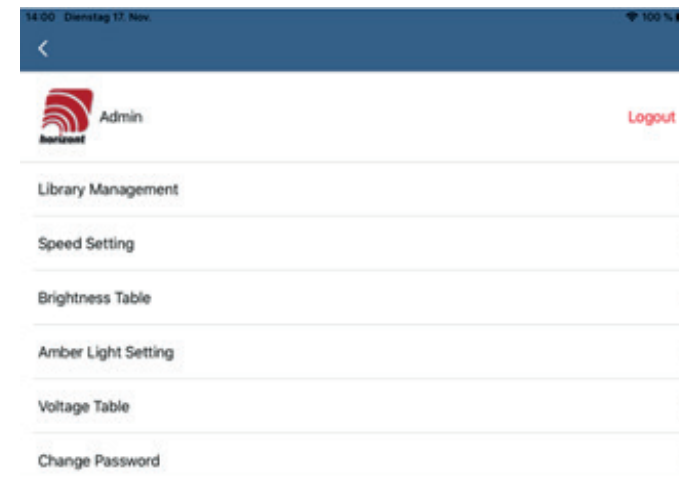 14:00 Dienstag 17. Nov. 100 %
Admin
Logout
horizont
Library Management
Speed Setting
Brightness Table
Amber Light Setting
Voltage Table
Change Password